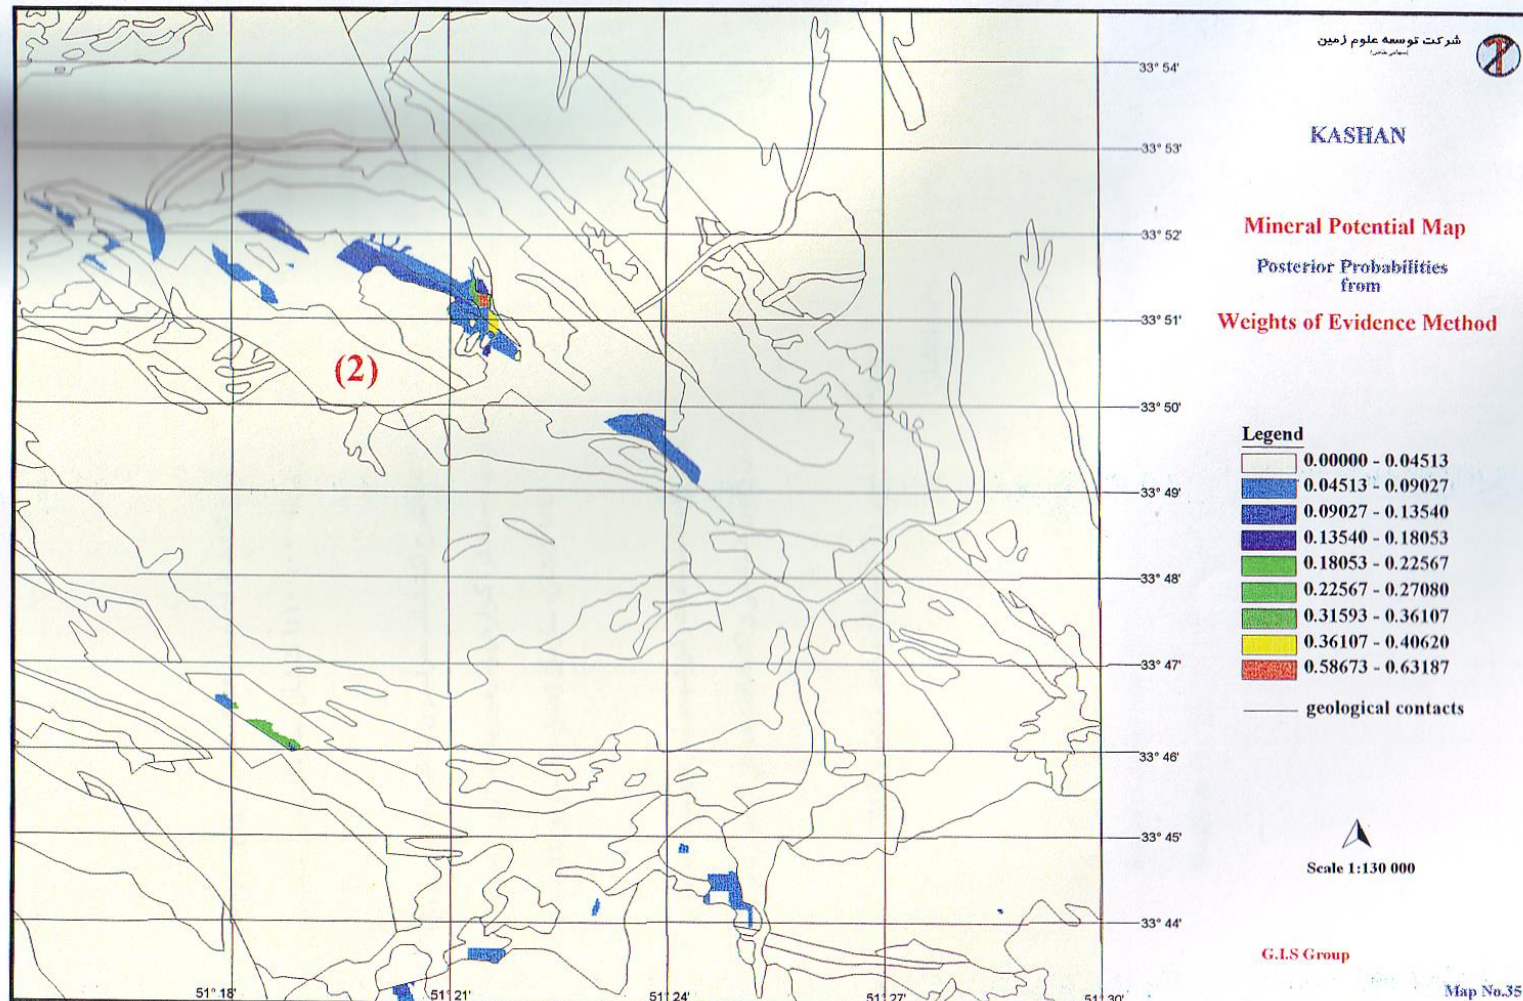 شرکت توسعه علوم زمین
KASHAN
Mineral Potential Map
Posterior Probabilities
from
Weights of Evidence Method
Legend
0.00000 - 0.04513
0.04513 - 0.09027
0.09027 - 0.13540
0.13540 - 0.18053
0.18053 - 0.22567
0.22567 - 0.27080
0.31593 - 0.36107
0.36107 - 0.40620
0.58673 - 0.63187
geological contacts
Scale 1:130 000
G.I.S Group
Map No.35
33° 54'
33° 53'
33° 52'
33° 51'
33° 50'
33° 49'
33° 48'
33° 47'
33° 46'
33° 45'
33° 44'
(2)
51° 18'
51° 21'
51° 24'
51° 27'
51° 30'